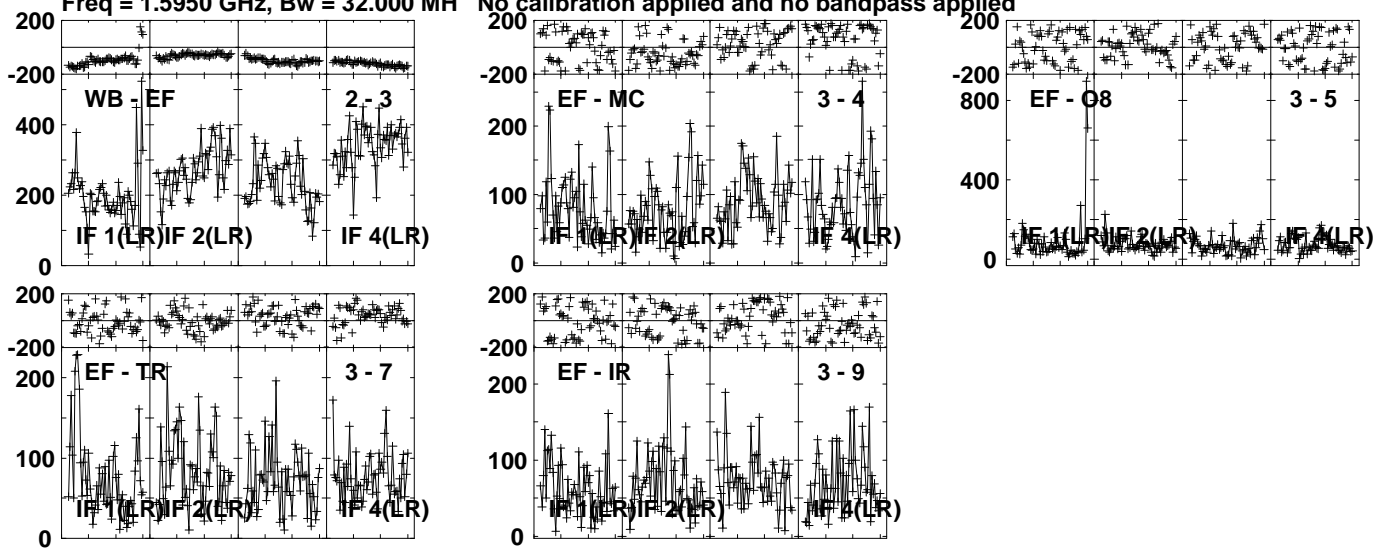 Freq = 1.5950 GHz, Bw = 32.000 MH No calibration applied and no bandpass applied
200
-200
WB - EF 2 - 3
400
200
0
IF 1(LR) IF 2(LR) IF 4(LR)
200
-200
EF - MC 3 - 4
200
100
0
IF 1(LR) IF 2(LR) IF 4(LR)
200
-200
EF - O8 3 - 5
800
400
0
IF 1(LR) IF 2(LR) IF 4(LR)
200
-200
EF - TR 3 - 7
200
100
0
IF 1(LR) IF 2(LR) IF 4(LR)
200
-200
EF - IR 3 - 9
200
100
0
IF 1(LR) IF 2(LR) IF 4(LR)